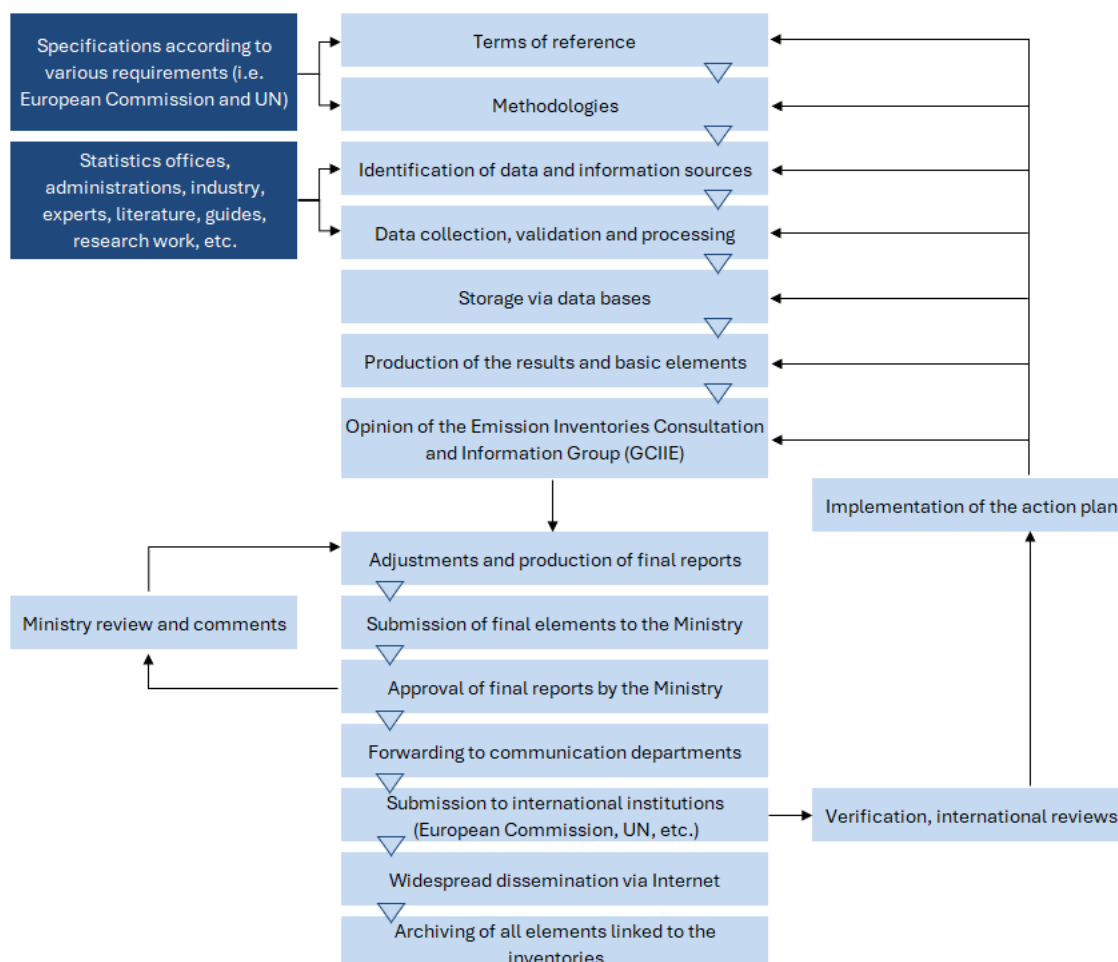 Specifications according to
various requirements (i.e.
European Commission and UN)
Terms of reference
Methodologies
Statistics offices,
administrations, industry,
experts, literature, guides,
research work, etc.
Identification of data and information sources
Data collection, validation and processing
Storage via data bases
Production of the results and basic elements
Opinion of the Emission Inventories Consultation
and Information Group (GCIIE)
Implementation of the action plan
Adjustments and production of final reports
Ministry review and comments
Submission of final elements to the Ministry
Approval of final reports by the Ministry
Forwarding to communication departments
Submission to international institutions
(European Commission, UN, etc.)
Verification, international reviews
Widespread dissemination via Internet
Archiving of all elements linked to the
inventories